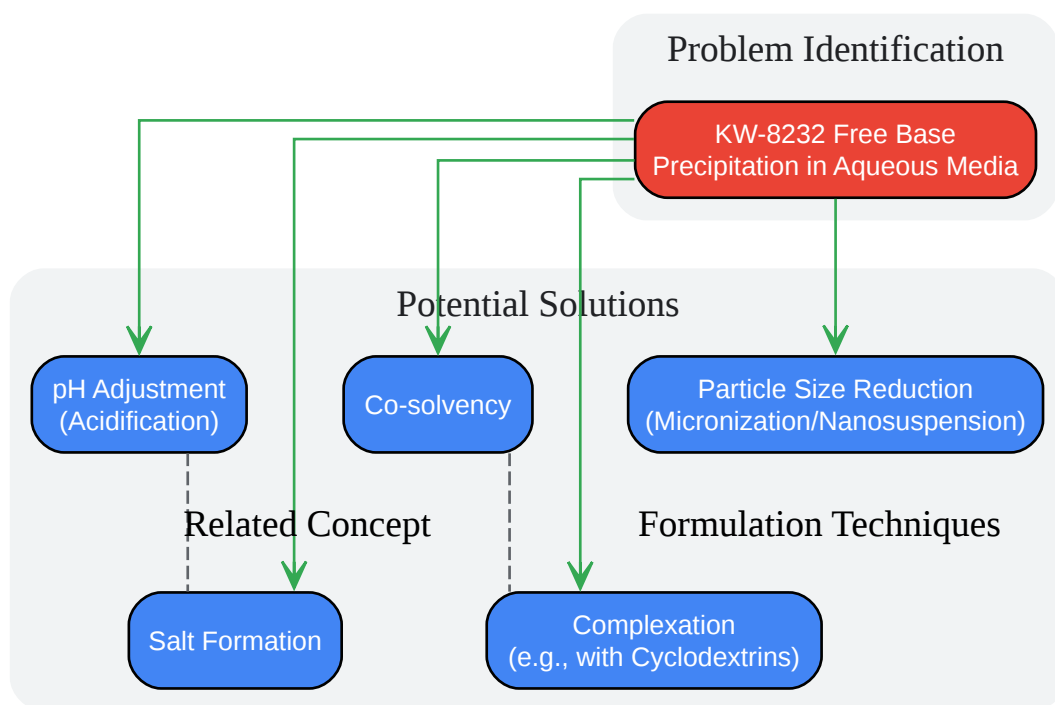 Problem Identification
KW-8232 Free Base
Precipitation in Aqueous Media
Potential Solutions
pH Adjustment
(Acidification)
Co-solvency
Particle Size Reduction
(Micronization/Nanosuspension)
Related Concept
Formulation Techniques
Salt Formation
Complexation
(e.g., with Cyclodextrins)